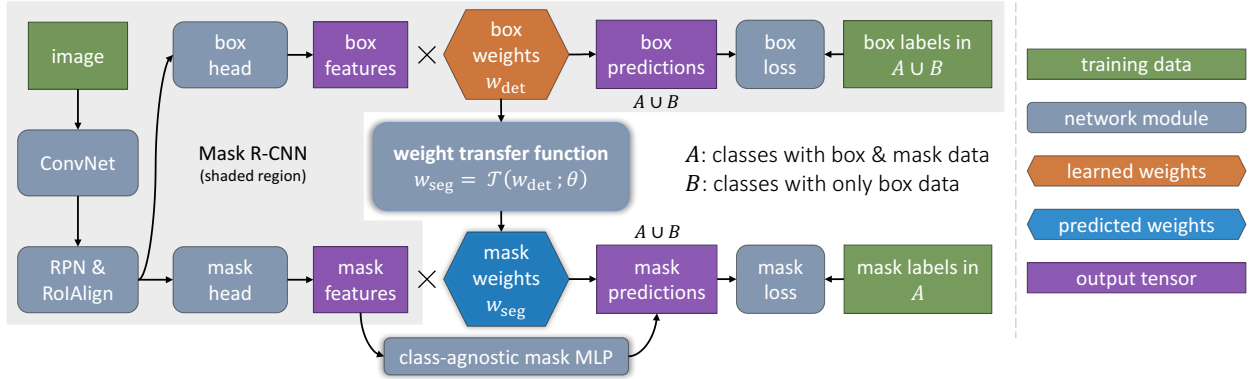 image
box
head
box
features
×
box
weights
w_det
box
predictions
A ∪ B
box
loss
box labels in
A ∪ B
ConvNet
Mask R-CNN
(shaded region)
weight transfer function
w_seg = 𝒯(w_det ; θ)
A: classes with box & mask data
B: classes with only box data
RPN &
RoIAlign
mask
head
mask
features
×
mask
weights
w_seg
A ∪ B
mask
predictions
mask
loss
mask labels in
A
class-agnostic mask MLP
training data
network module
learned weights
predicted weights
output tensor